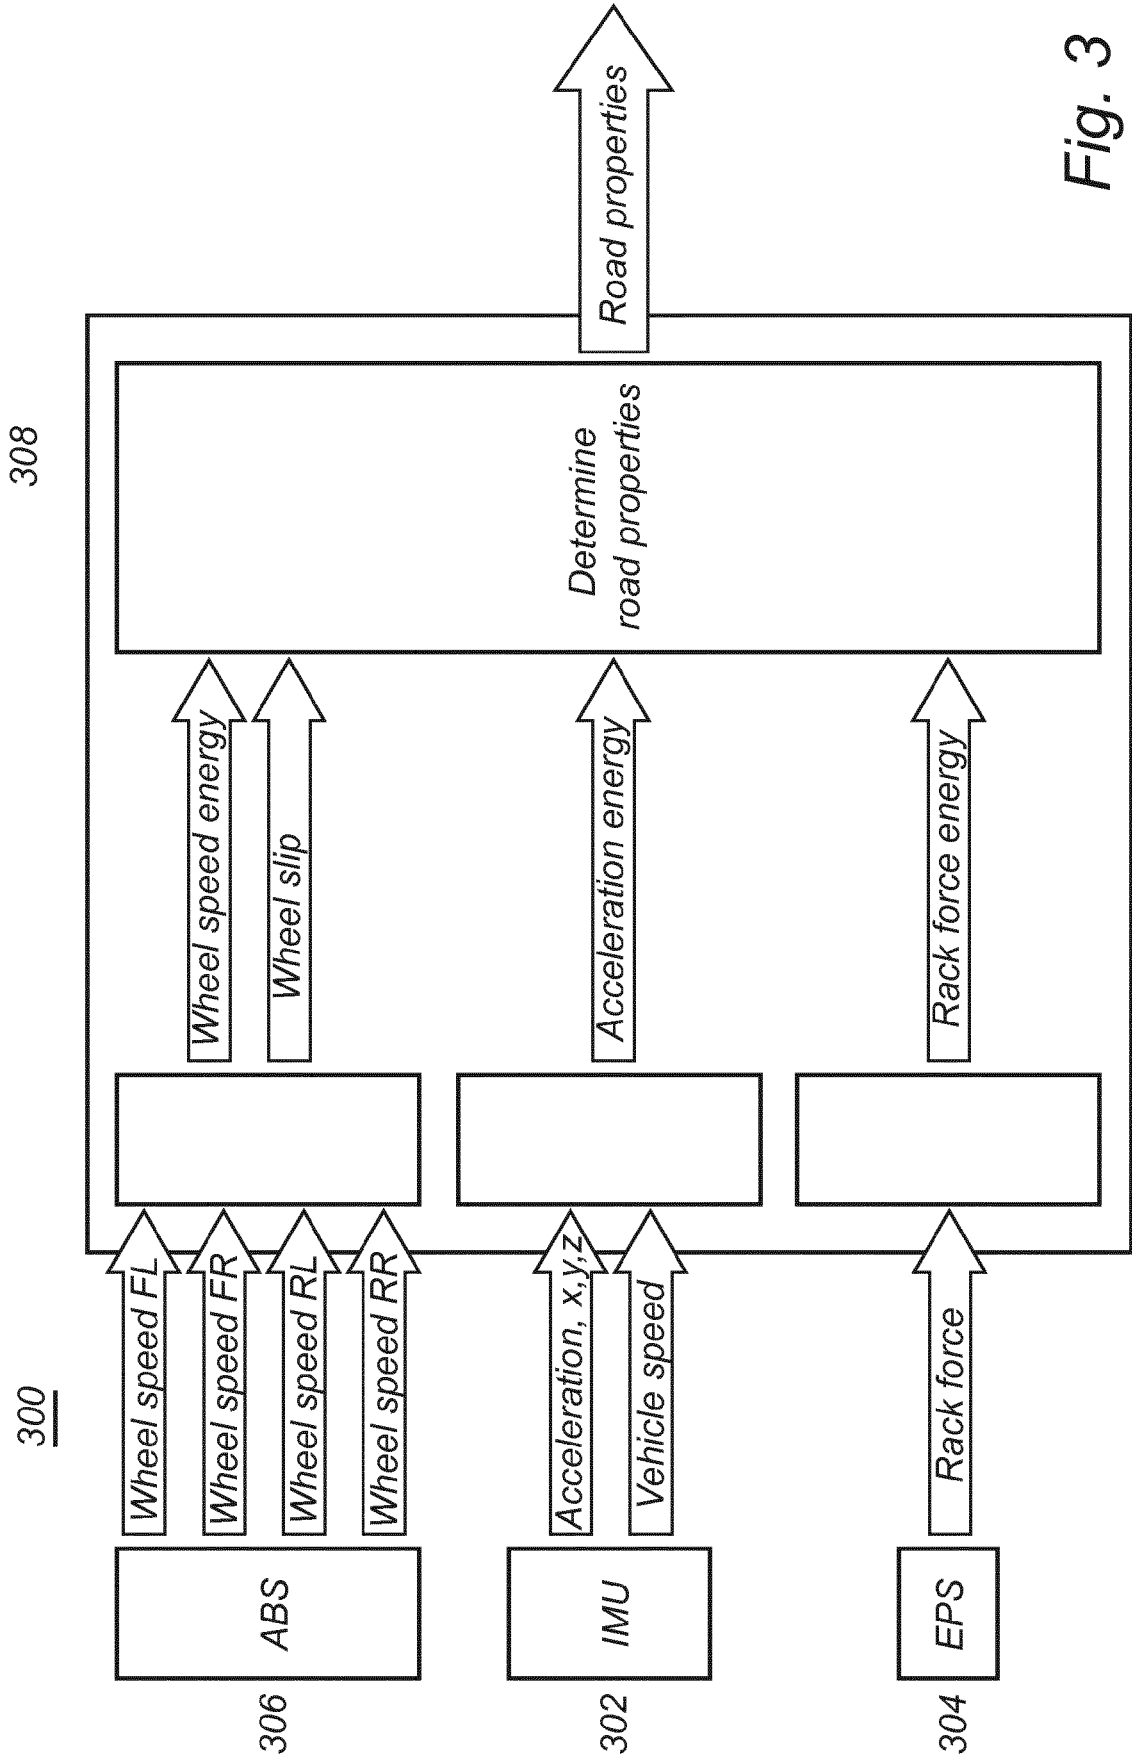 300
308
306
ABS
Wheel speed FL
Wheel speed FR
Wheel speed RL
Wheel speed RR
Wheel speed energy
Wheel slip
302
IMU
Acceleration, x,y,z
Vehicle speed
Acceleration energy
Determine
road properties
Road properties
304
EPS
Rack force
Rack force energy
Fig. 3